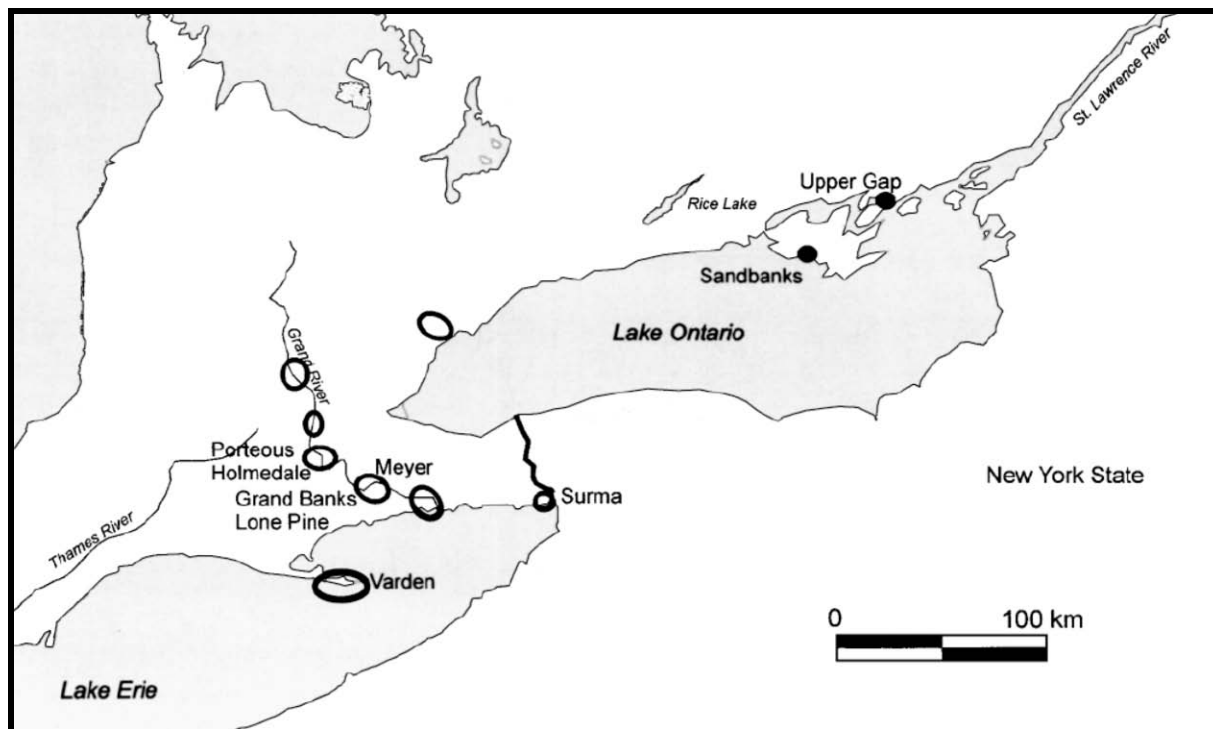 St. Lawrence River
Upper Gap
Rice Lake
Sandbanks
Lake Ontario
Grand River
Porteous
Holmedale
Meyer
Grand Banks
Lone Pine
Surma
New York State
Thames River
Varden
0 100 km
Lake Erie